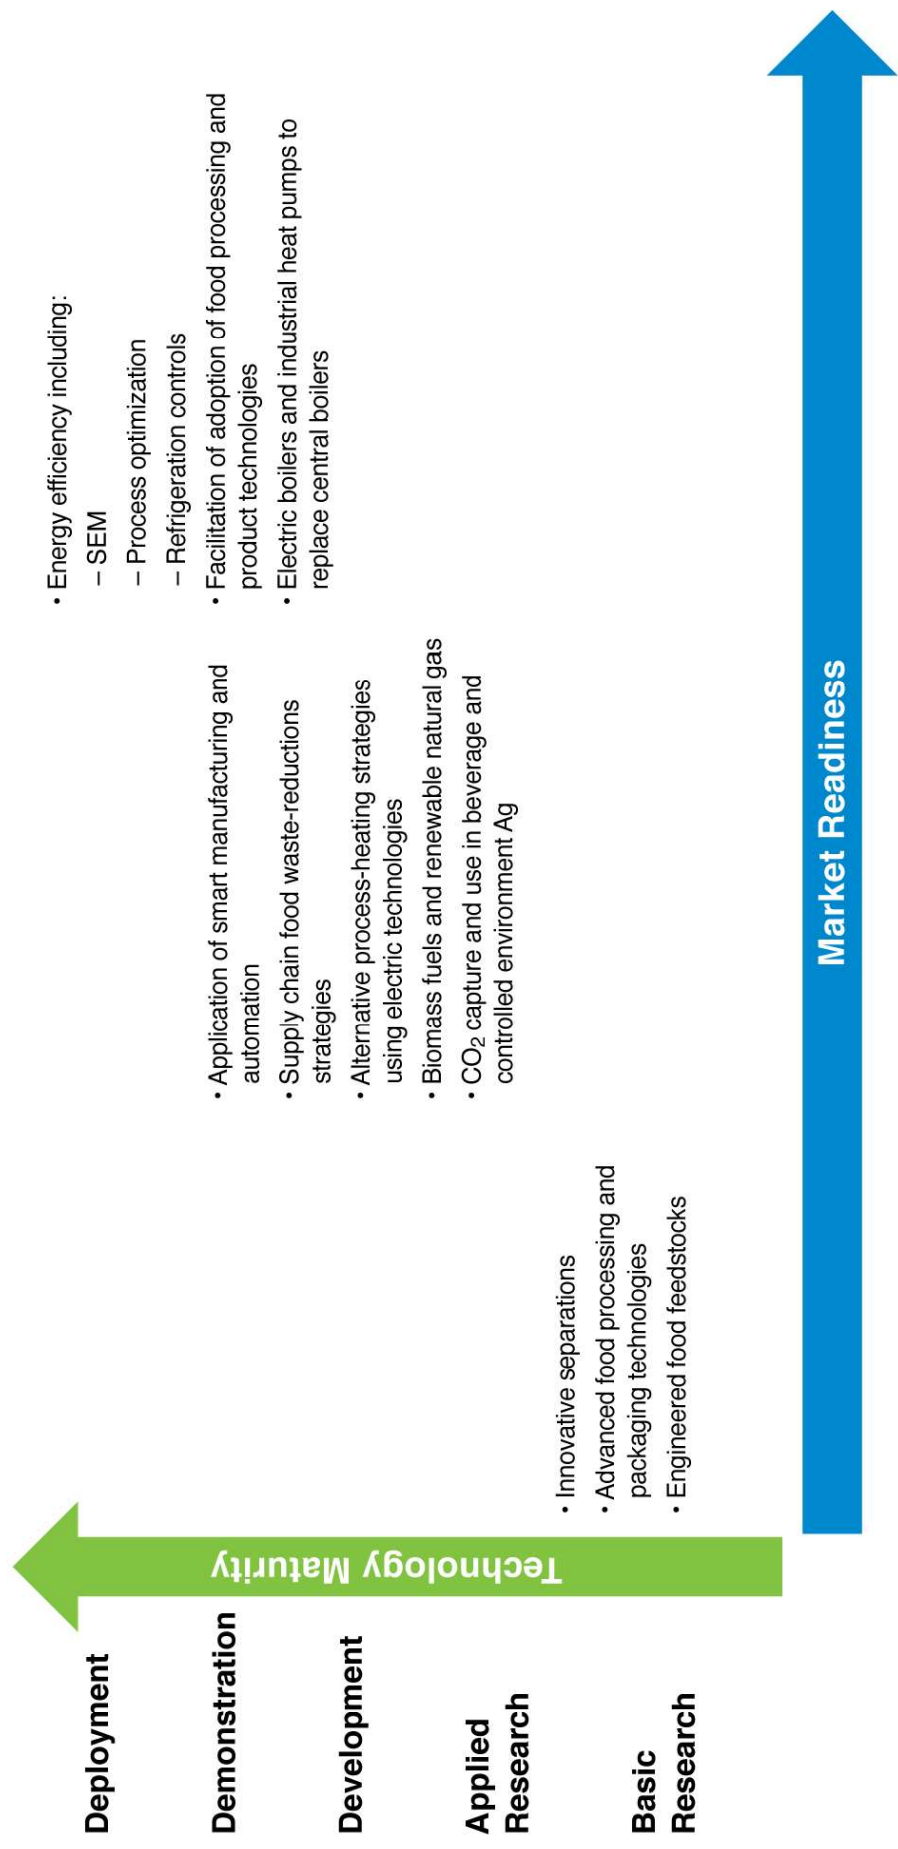 Deployment
Demonstration
Development
Applied
Research
Basic
Research
Technology Maturity
• Innovative separations
• Advanced food processing and
packaging technologies
• Engineered food feedstocks
• Application of smart manufacturing and
automation
• Supply chain food waste-reductions
strategies
• Alternative process-heating strategies
using electric technologies
• Biomass fuels and renewable natural gas
• CO₂ capture and use in beverage and
controlled environment Ag
• Energy efficiency including:
– SEM
– Process optimization
– Refrigeration controls
• Facilitation of adoption of food processing and
product technologies
• Electric boilers and industrial heat pumps to
replace central boilers
Market Readiness